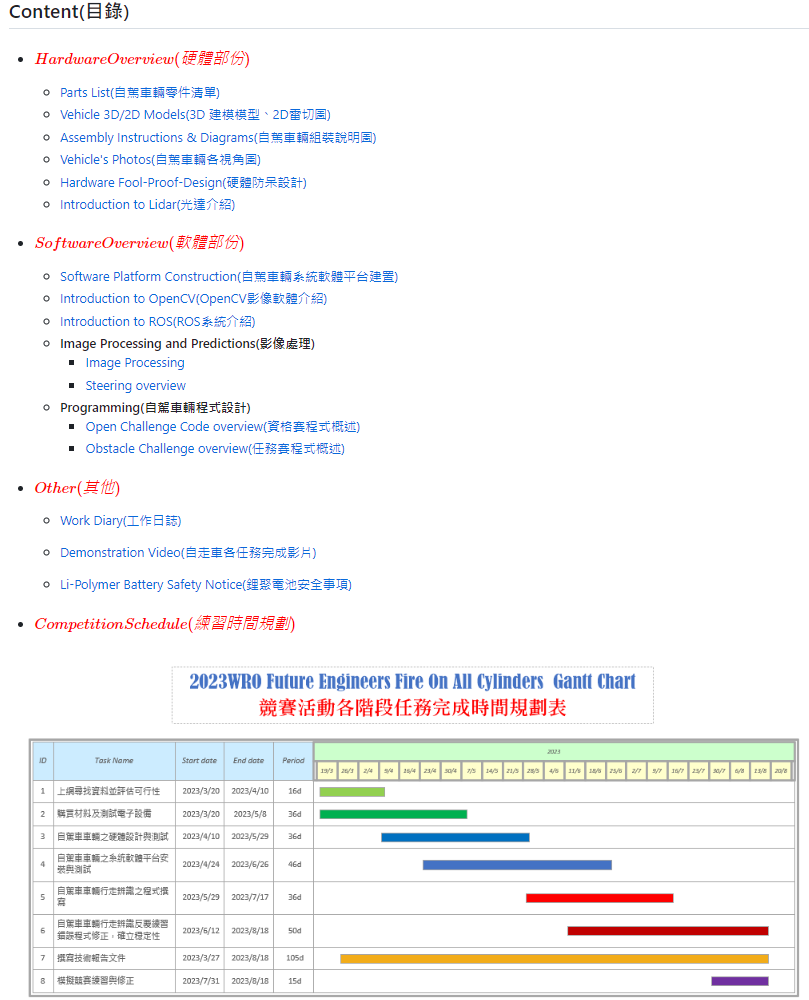 Content(目錄)
HardwareOverview(硬體部份)
Parts List(自駕車輛零件清單)
Vehicle 3D/2D Models(3D 建模模型、2D雷切圖)
Assembly Instructions & Diagrams(自駕車輛組裝說明圖)
Vehicle's Photos(自駕車輛各視角圖)
Hardware Fool-Proof-Design(硬體防呆設計)
Introduction to Lidar(光達介紹)
SoftwareOverview(軟體部份)
Software Platform Construction(自駕車輛系統軟體平台建置)
Introduction to OpenCV(OpenCV影像軟體介紹)
Introduction to ROS(ROS系統介紹)
Image Processing and Predictions(影像處理)
Image Processing
Steering overview
Programming(自駕車輛程式設計)
Open Challenge Code overview(資格賽程式概述)
Obstacle Challenge overview(任務賽程式概述)
Other(其他)
Work Diary(工作日誌)
Demonstration Video(自走車各任務完成影片)
Li-Polymer Battery Safety Notice(鋰聚電池安全事項)
CompetitionSchedule(練習時間規劃)
2023WRO Future Engineers Fire On All Cylinders Gantt Chart
競賽活動各階段任務完成時間規劃表
ID Task Name Start date End date Period 2023
19/3 26/3 2/4 9/4 16/4 23/4 30/4 7/5 14/5 21/5 28/5 4/6 11/6 18/6 25/6 2/7 9/7 16/7 23/7 30/7 6/8 13/8 20/8
1 上網尋找資料並評估可行性 2023/3/20 2023/4/10 16d
2 購買材料及測試電子設備 2023/3/20 2023/5/8 36d
3 自駕車車輛之硬體設計與測試 2023/4/10 2023/5/29 36d
4 自駕車車輛之系統軟體平台安
裝與測試 2023/4/24 2023/6/26 46d
5 自駕車車輛行走辨識之程式撰
寫 2023/5/29 2023/7/17 36d
6 自駕車車輛行走辨識反覆練習
錯誤程式修正，確立穩定性 2023/6/12 2023/8/18 50d
7 撰寫技術報告文件 2023/3/27 2023/8/18 105d
8 模擬競賽練習與修正 2023/7/31 2023/8/18 15d